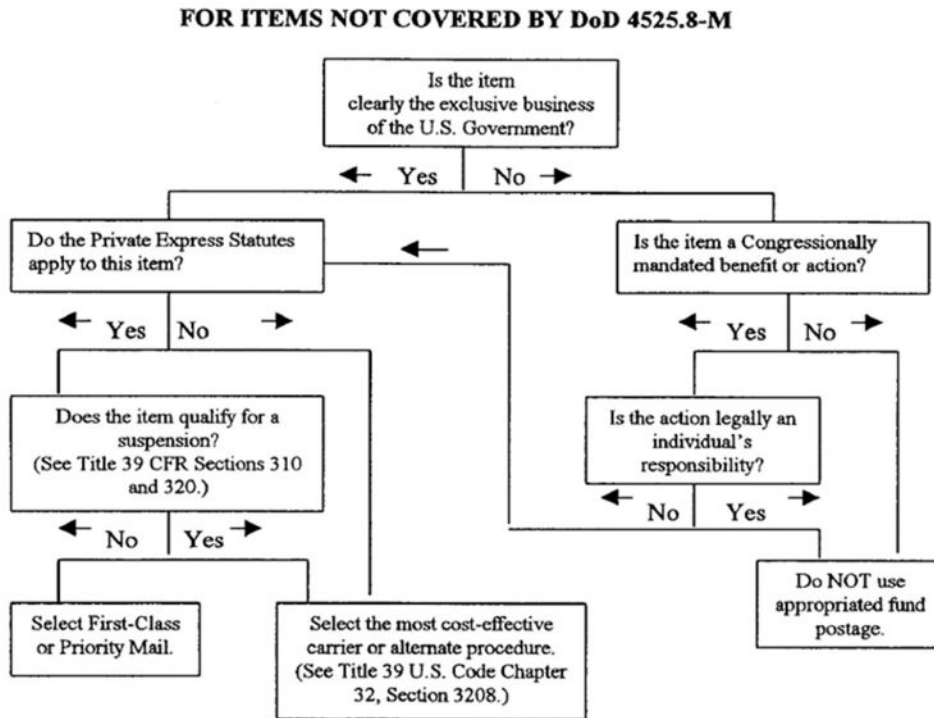 FOR ITEMS NOT COVERED BY DoD 4525.8-M
Is the item
clearly the exclusive business
of the U.S. Government?
Yes
No
Do the Private Express Statutes
apply to this item?
Is the item a Congressionally
mandated benefit or action?
Yes
No
Yes
No
Does the item qualify for a
suspension?
(See Title 39 CFR Sections 310
and 320.)
Is the action legally an
individual's
responsibility?
No
Yes
No
Yes
Select First-Class
or Priority Mail.
Select the most cost-effective
carrier or alternate procedure.
(See Title 39 U.S. Code Chapter
32, Section 3208.)
Do NOT use
appropriated fund
postage.